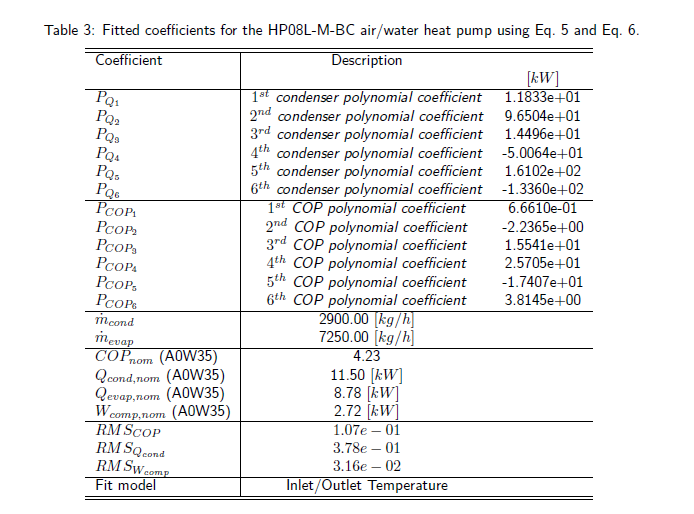 Table 3: Fitted coefficients for the HP08L-M-BC air/water heat pump using Eq. 5 and Eq. 6.
Coefficient Description
[kW]
P_{Q_1} 1^{st} condenser polynomial coefficient 1.1833e+01
P_{Q_2} 2^{nd} condenser polynomial coefficient 9.6504e+01
P_{Q_3} 3^{rd} condenser polynomial coefficient 1.4496e+01
P_{Q_4} 4^{th} condenser polynomial coefficient -5.0064e+01
P_{Q_5} 5^{th} condenser polynomial coefficient 1.6102e+02
P_{Q_6} 6^{th} condenser polynomial coefficient -1.3360e+02
P_{COP_1} 1^{st} COP polynomial coefficient 6.6610e-01
P_{COP_2} 2^{nd} COP polynomial coefficient -2.2365e+00
P_{COP_3} 3^{rd} COP polynomial coefficient 1.5541e+01
P_{COP_4} 4^{th} COP polynomial coefficient 2.5705e+01
P_{COP_5} 5^{th} COP polynomial coefficient -1.7407e+01
P_{COP_6} 6^{th} COP polynomial coefficient 3.8145e+00
ṁ_{cond} 2900.00 [kg/h]
ṁ_{evap} 7250.00 [kg/h]
COP_{nom} (A0W35) 4.23
Q_{cond,nom} (A0W35) 11.50 [kW]
Q_{evap,nom} (A0W35) 8.78 [kW]
W_{comp,nom} (A0W35) 2.72 [kW]
RMS_{COP} 1.07e − 01
RMS_{Q_{cond}} 3.78e − 01
RMS_{W_{comp}} 3.16e − 02
Fit model Inlet/Outlet Temperature